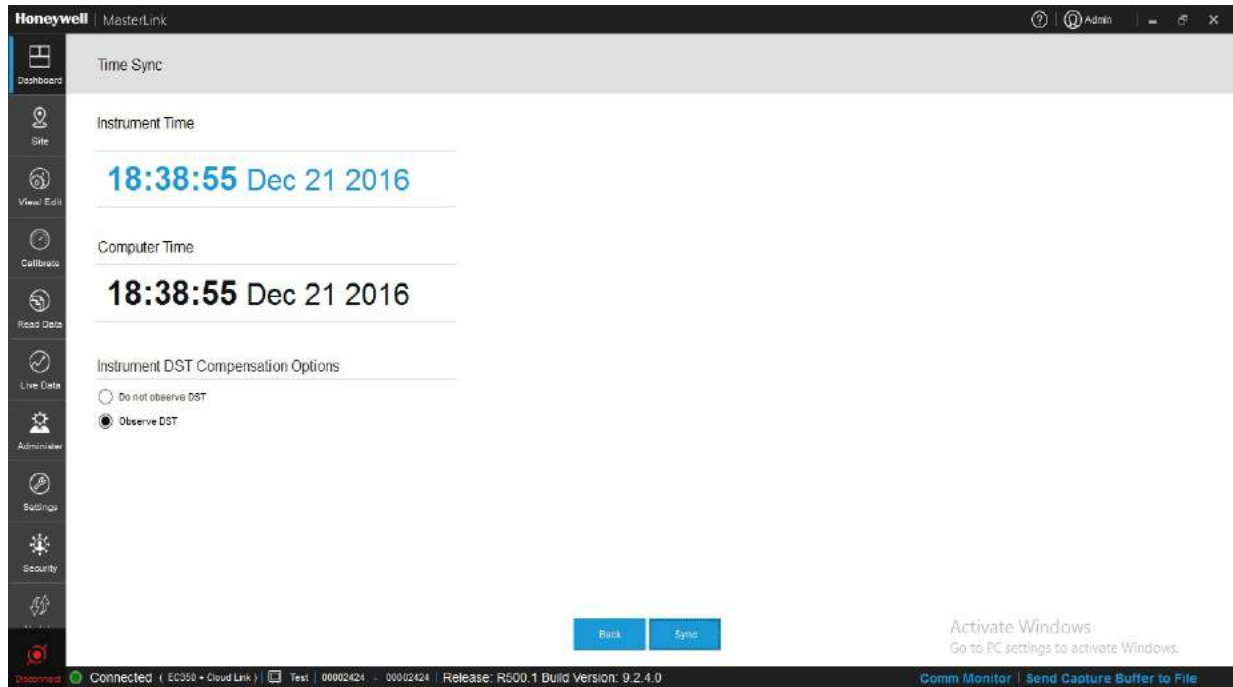 Honeywell | MasterLink
Admin
Dashboard
Time Sync
Site
Instrument Time
18:38:55 Dec 21 2016
View/ Edit
Computer Time
Calibrate
18:38:55 Dec 21 2016
Read Data
Instrument DST Compensation Options
Live Data
Do not observe DST
Observe DST
Administer
Settings
Security
Back
Sync
Activate Windows
Go to PC settings to activate Windows.
Disconnect
Connected ( EC350 + Cloud Link ) | Test | 00002424 - 00002424 | Release: R500.1 Build Version: 9.2.4.0
Comm Monitor | Send Capture Buffer to File